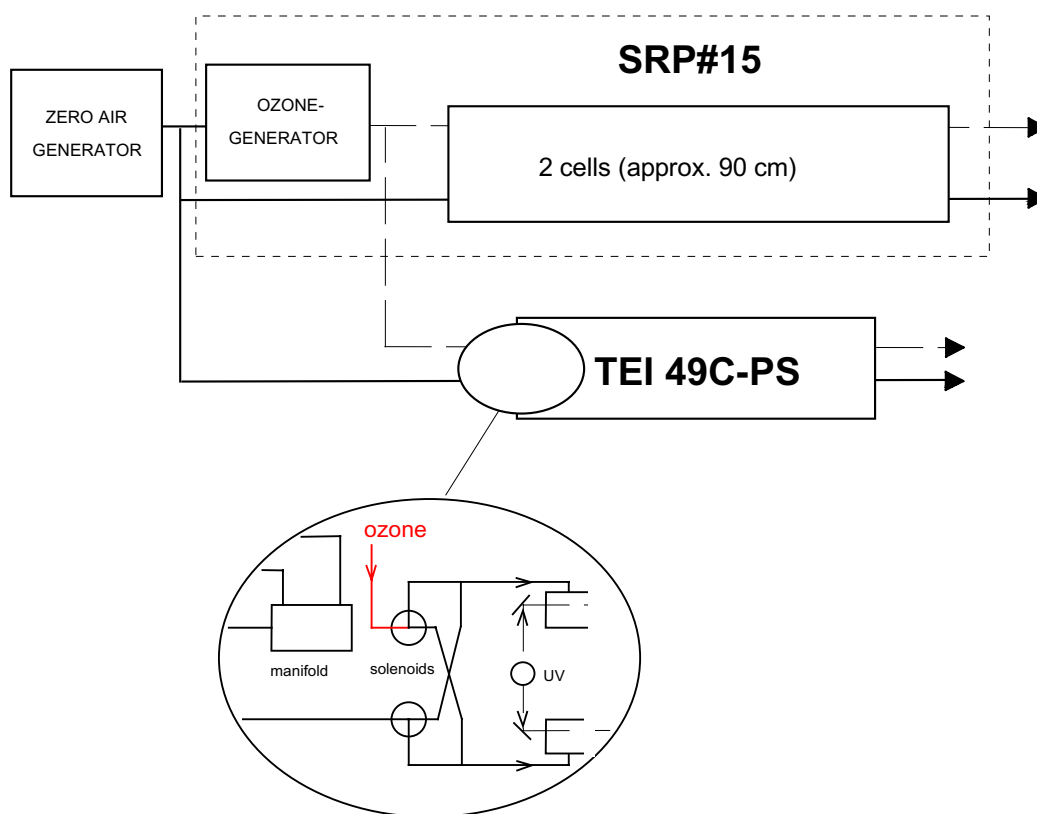 SRP#15
ZERO AIR
GENERATOR
OZONE-
GENERATOR
2 cells (approx. 90 cm)
TEI 49C-PS
ozone
manifold
solenoids
UV